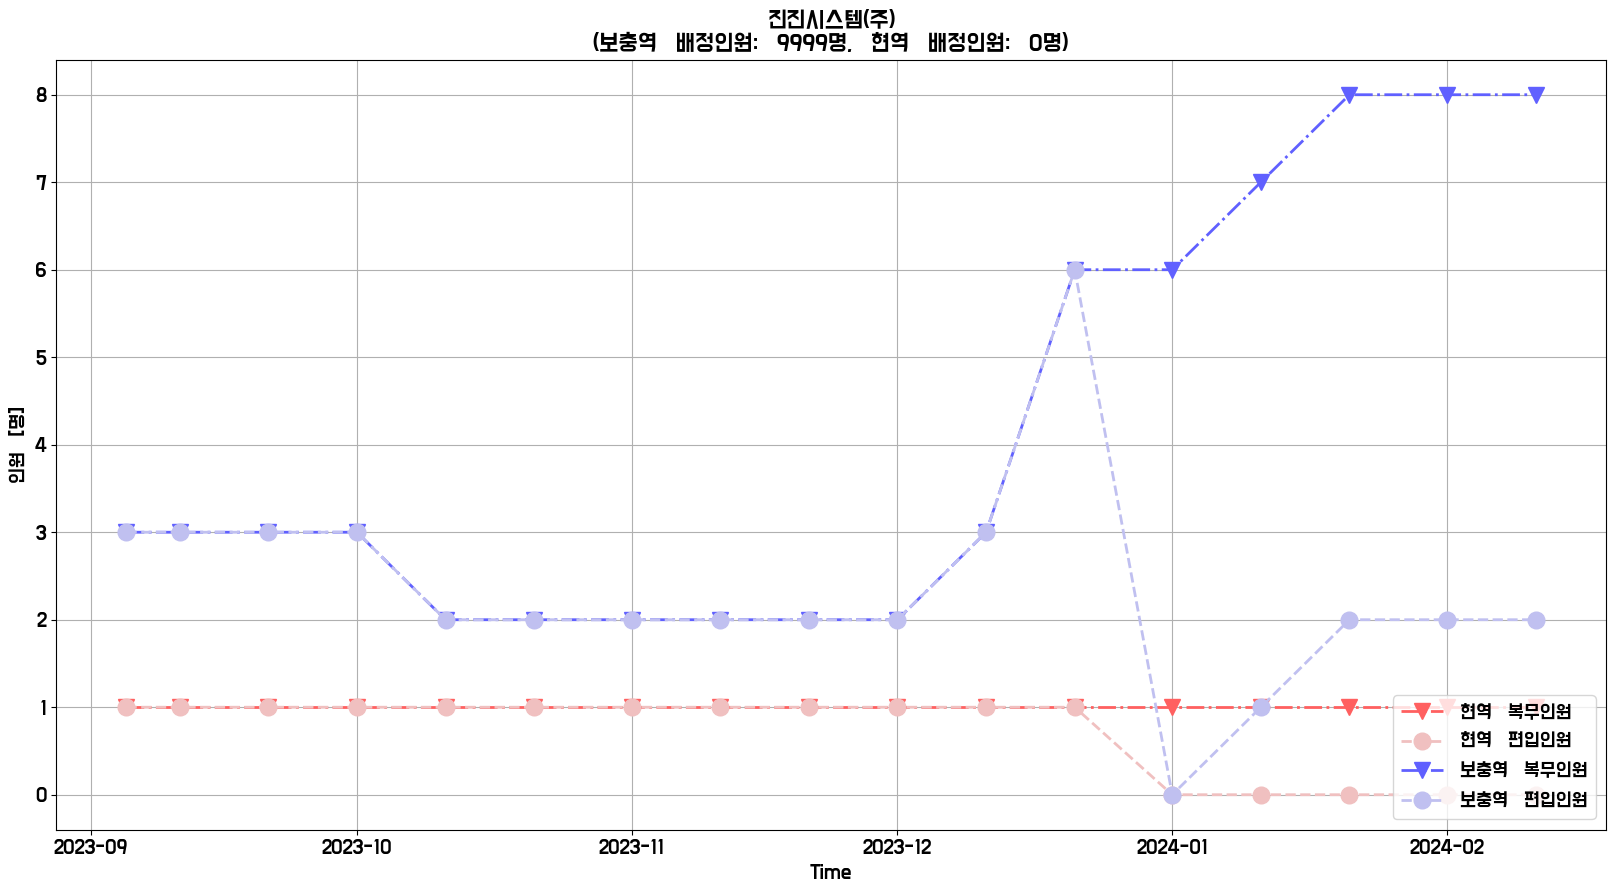 진진시스템(주)
(보충역 배정인원: 9999명, 현역 배정인원: 0명)
인원 [명]
8
7
6
5
4
3
2
1
0
현역 복무인원
현역 편입인원
보충역 복무인원
보충역 편입인원
2023-09 2023-10 2023-11 2023-12 2024-01 2024-02
Time